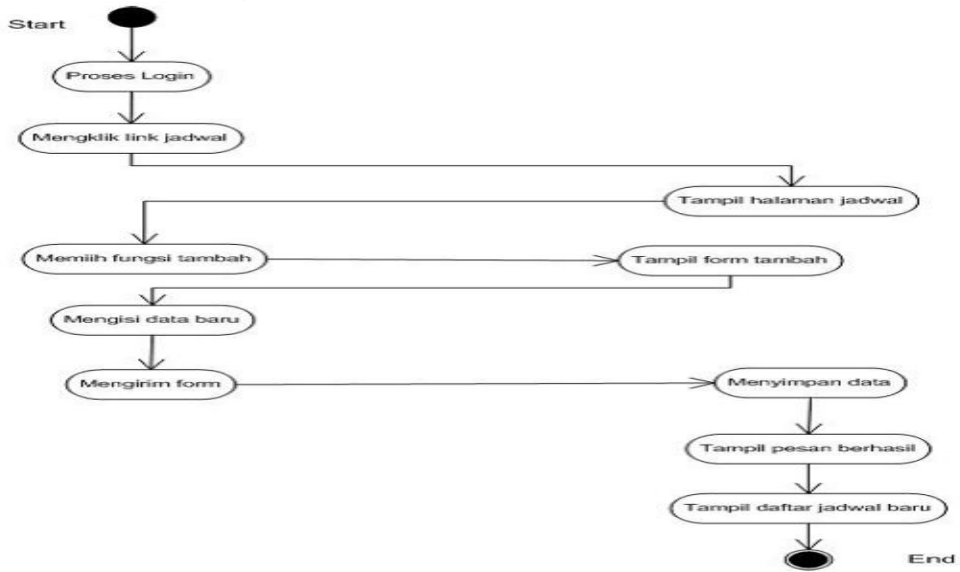 Start
Proses Login
Mengklik link jadwal
Tampil halaman jadwal
Memiih fungsi tambah
Tampil form tambah
Mengisi data baru
Mengirim form
Menyimpan data
Tampil pesan berhasil
Tampil daftar jadwal baru
End